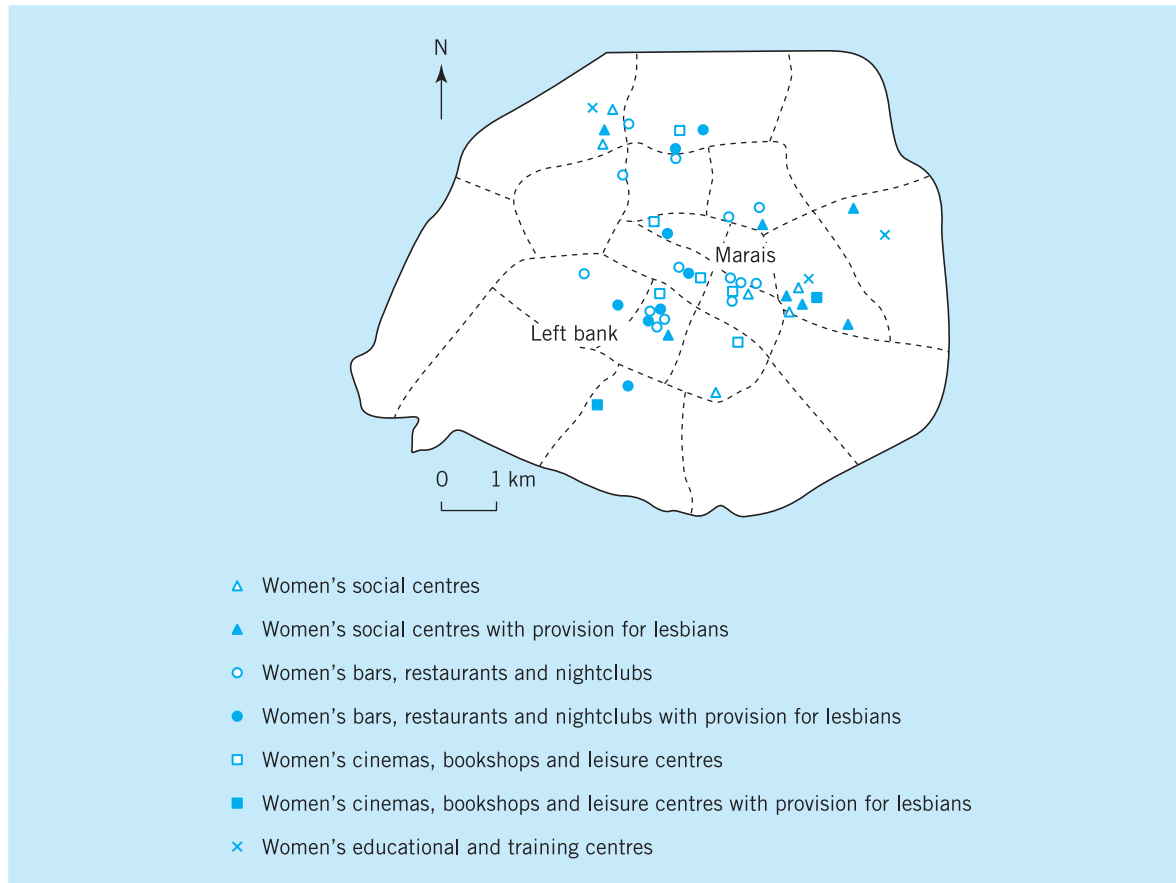 N
Marais
Left bank
0 1 km
Women’s social centres
Women’s social centres with provision for lesbians
Women’s bars, restaurants and nightclubs
Women’s bars, restaurants and nightclubs with provision for lesbians
Women’s cinemas, bookshops and leisure centres
Women’s cinemas, bookshops and leisure centres with provision for lesbians
Women’s educational and training centres